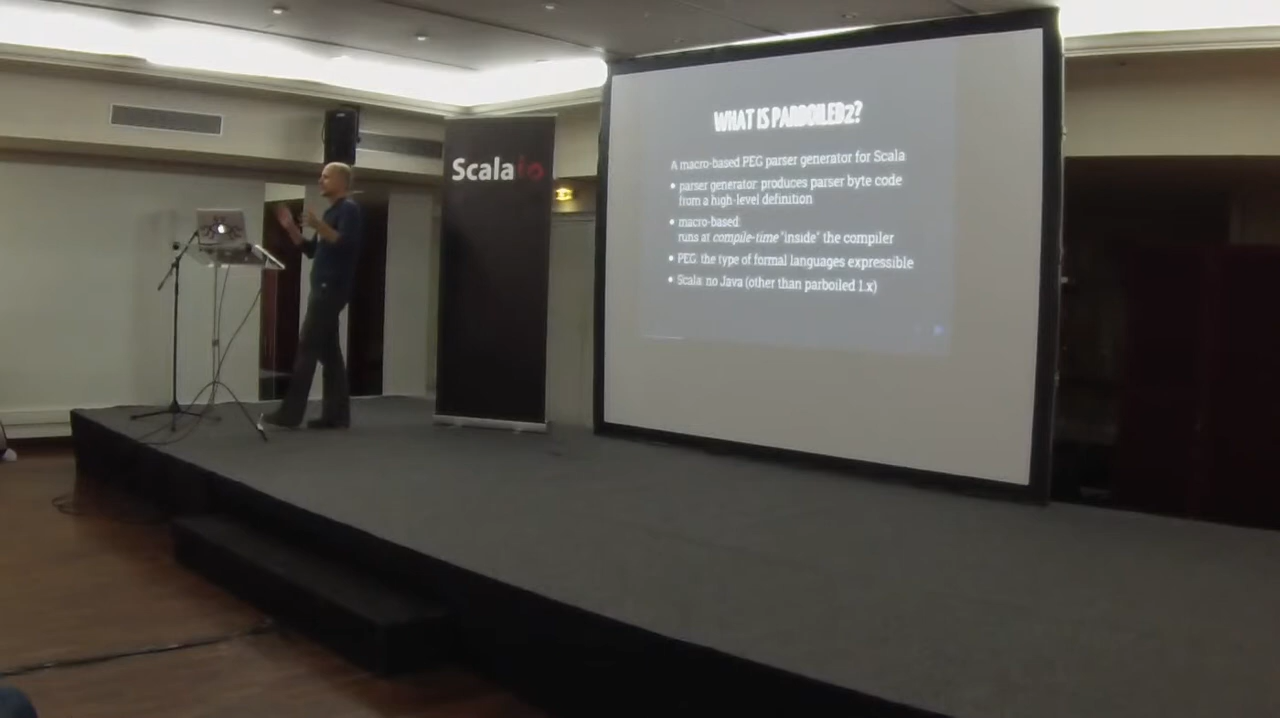 Scala io
WHAT IS PARBOILED2?
A macro-based PEG parser generator for Scala
• parser generator: produces parser byte code
from a high-level definition
• macro-based:
runs at compile-time "inside" the compiler
• PEG: the type of formal languages expressible
• Scala: no Java (other than parboiled 1.x)